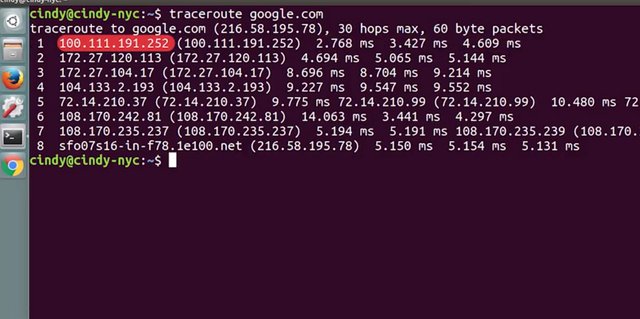 cindy@cindy-nyc: ~
cindy@cindy-nyc:~$ traceroute google.com
traceroute to google.com (216.58.195.78), 30 hops max, 60 byte packets
1 100.111.191.252 (100.111.191.252) 2.768 ms 3.427 ms 4.609 ms
2 172.27.120.113 (172.27.120.113) 4.694 ms 5.065 ms 5.144 ms
3 172.27.104.17 (172.27.104.17) 8.696 ms 8.704 ms 9.214 ms
4 104.133.2.193 (104.133.2.193) 9.227 ms 9.547 ms 9.552 ms
5 72.14.210.37 (72.14.210.37) 9.775 ms 72.14.210.99 (72.14.210.99) 10.480 ms 72
6 108.170.242.81 (108.170.242.81) 14.063 ms 3.441 ms 4.297 ms
7 108.170.235.237 (108.170.235.237) 5.194 ms 5.191 ms 108.170.235.239 (108.170.
8 sfo07s16-in-f78.1e100.net (216.58.195.78) 5.150 ms 5.154 ms 5.131 ms
cindy@cindy-nyc:~$